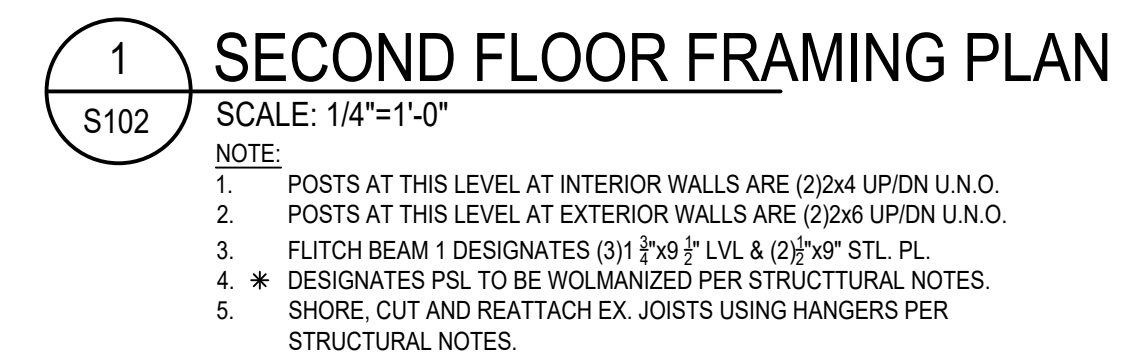 1
S102
SECOND FLOOR FRAMING PLAN
SCALE: 1/4"=1'-0"
NOTE:
1. POSTS AT THIS LEVEL AT INTERIOR WALLS ARE (2)2x4 UP/DN U.N.O.
2. POSTS AT THIS LEVEL AT EXTERIOR WALLS ARE (2)2x6 UP/DN U.N.O.
3. FLITCH BEAM 1 DESIGNATES (3)1 3/4"x9 1/2" LVL & (2)1/2"x9" STL. PL.
4. ✳ DESIGNATES PSL TO BE WOLMANIZED PER STRUCTTURAL NOTES.
5. SHORE, CUT AND REATTACH EX. JOISTS USING HANGERS PER
STRUCTURAL NOTES.